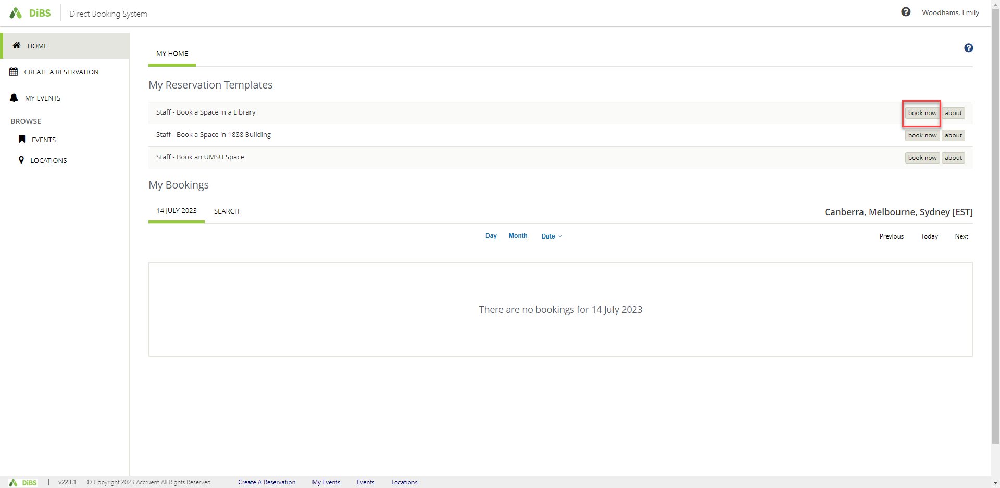 DiBS Direct Booking System Woodhams, Emily
HOME
CREATE A RESERVATION
MY EVENTS
BROWSE
EVENTS
LOCATIONS
MY HOME
My Reservation Templates
Staff - Book a Space in a Library book now about
Staff - Book a Space in 1888 Building book now about
Staff - Book an UMSU Space book now about
My Bookings
14 JULY 2023 SEARCH Canberra, Melbourne, Sydney [EST]
Day Month Date Previous Today Next
There are no bookings for 14 July 2023
DiBS | v223.1 © Copyright 2023 Accruent All Rights Reserved Create A Reservation My Events Events Locations